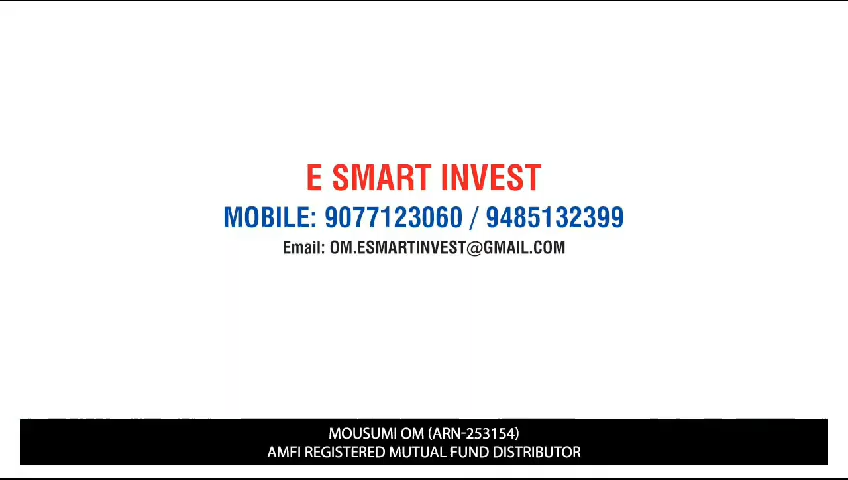 E SMART INVEST
MOBILE: 9077123060 / 9485132399
Email: OM.ESMARTINVEST@GMAIL.COM
MOUSUMI OM (ARN-253154)
AMFI REGISTERED MUTUAL FUND DISTRIBUTOR